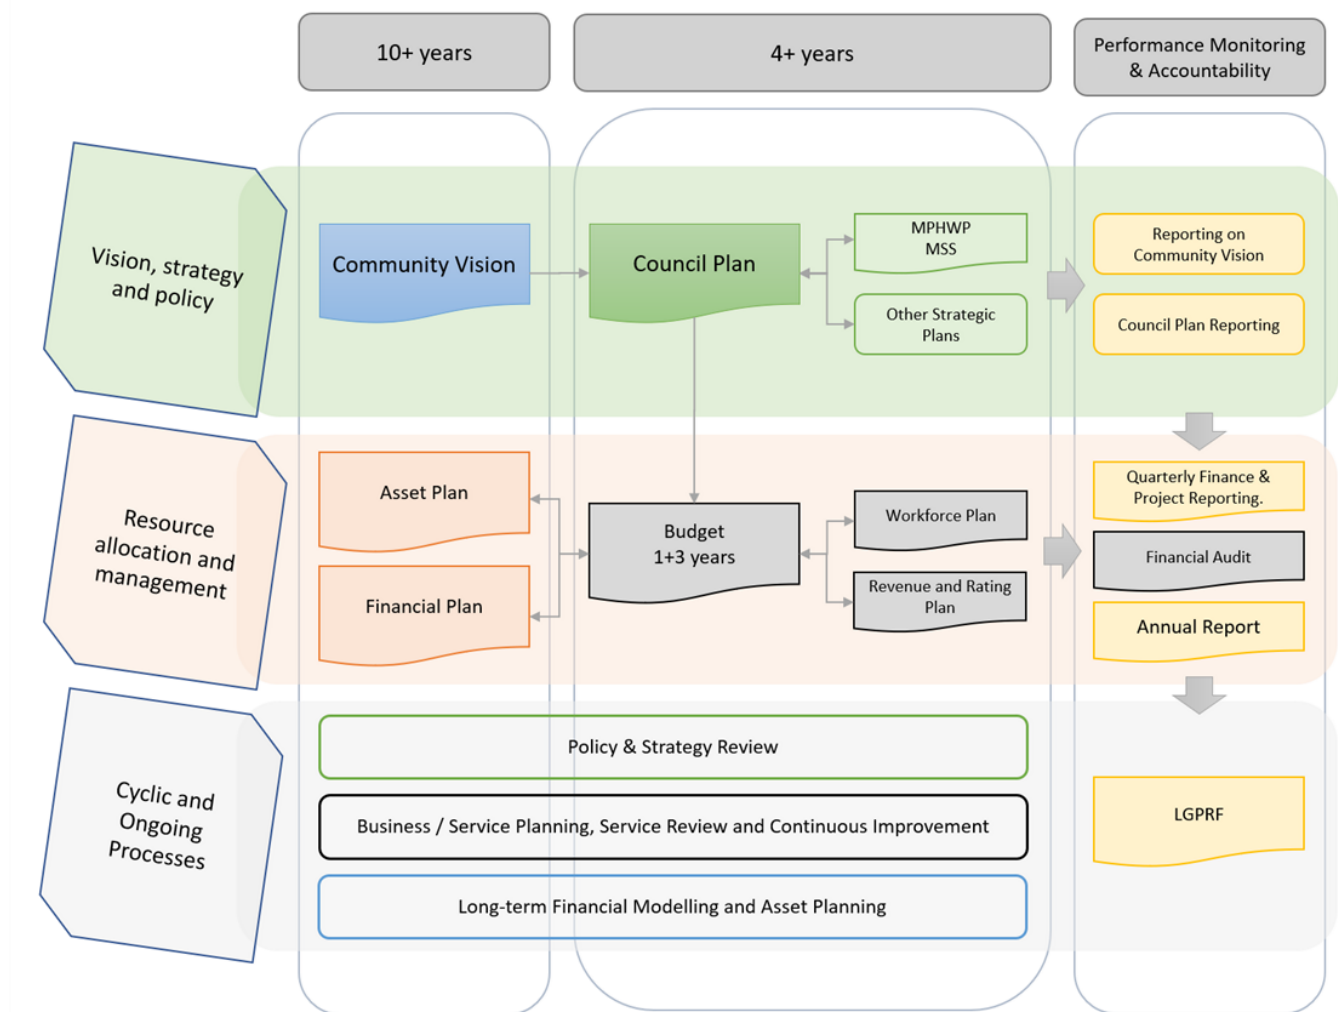 10+ years
4+ years
Performance Monitoring
& Accountability
Vision, strategy
and policy
Community Vision
Council Plan
MPHWP
MSS
Other Strategic
Plans
Reporting on
Community Vision
Council Plan Reporting
Resource
allocation and
management
Asset Plan
Financial Plan
Budget
1+3 years
Workforce Plan
Revenue and Rating
Plan
Quarterly Finance &
Project Reporting.
Financial Audit
Annual Report
Cyclic and
Ongoing
Processes
Policy & Strategy Review
Business / Service Planning, Service Review and Continuous Improvement
Long-term Financial Modelling and Asset Planning
LGPRF